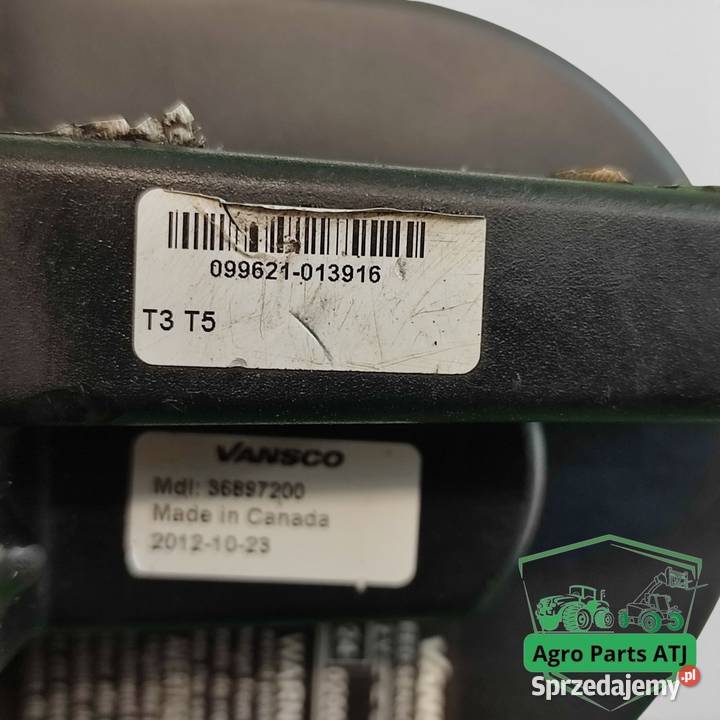 099621-013916
T3 T5
VANSCO
Mdl: 36897200
Made in Canada
2012-10-23
Agro Parts ATJ
Sprzedajemy.pl